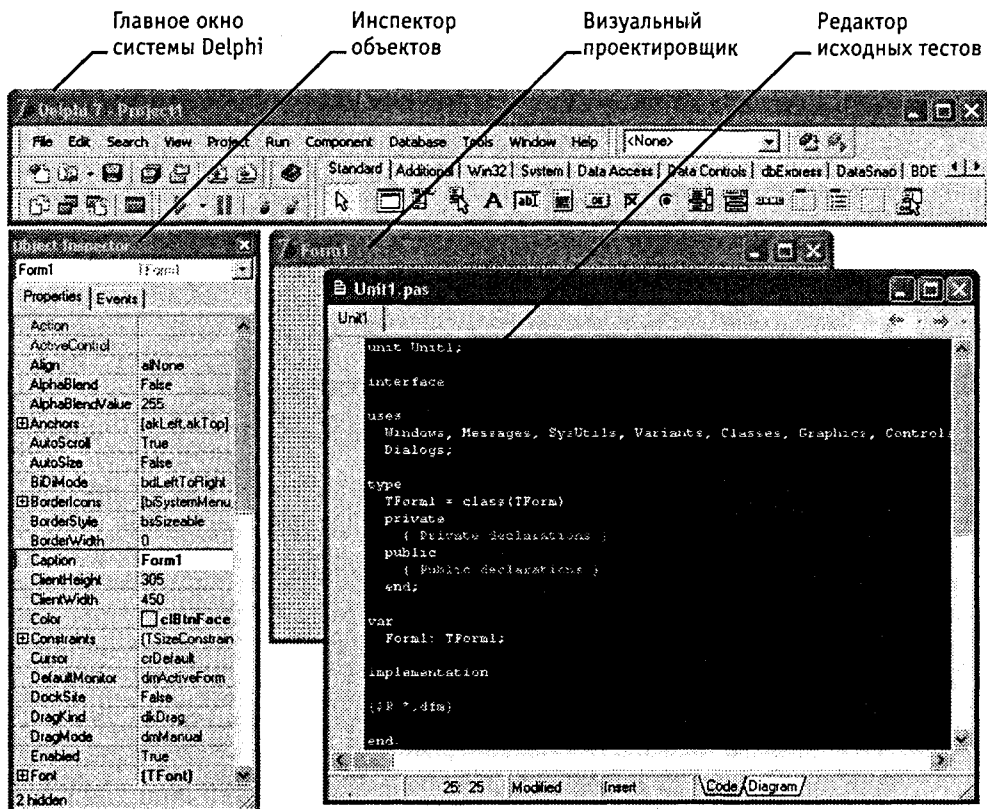 Главное окно
системы Delphi
Инспектор
объектов
Визуальный
проектировщик
Редактор
исходных тестов
Delphi 7 - Project1
File Edit Search View Project Run Component Database Tools Window Help <None>
Standard Additional Win32 System Data Access Data Controls dbExpress DataSnap BDE
Object Inspector
Form1 TForm1
Properties Events
Action
ActiveControl
Align alNone
AlphaBlend False
AlphaBlendValue 255
Anchors [akLeft,akTop]
AutoScroll True
AutoSize False
BiDiMode bdLeftToRight
BorderIcons [biSystemMenu,
BorderStyle bsSizeable
BorderWidth 0
Caption Form1
ClientHeight 305
ClientWidth 450
Color clBtnFace
Constraints (TSizeConstrain
Cursor crDefault
DefaultMonitor dmActiveForm
DockSite False
DragKind dkDrag
DragMode dmManual
Enabled True
Font (TFont)
2 hidden
Form1
Unit1.pas
Unit1
unit Unit1;
interface
uses
Windows, Messages, SysUtils, Variants, Classes, Graphics, Controls
Dialogs;
type
TForm1 = class(TForm)
private
{ Private declarations }
public
{ Public declarations }
end;
var
Form1: TForm1;
implementation
{$R *.dfm}
end.
25: 25 Modified Insert Code Diagram